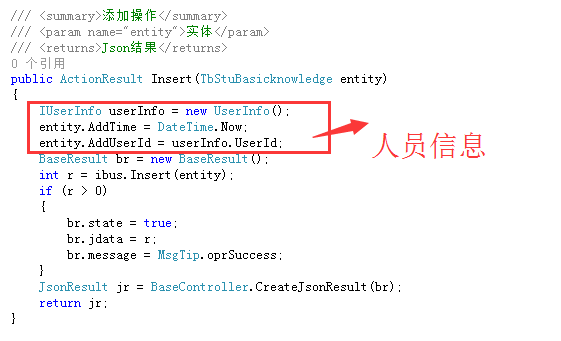 /// <summary>添加操作</summary>
/// <param name="entity">实体</param>
/// <returns>Json结果</returns>
0 个引用
public ActionResult Insert(TbStuBasicknowledge entity)
{
IUserInfo userInfo = new UserInfo();
entity.AddTime = DateTime.Now;
entity.AddUserId = userInfo.UserId;
人员信息
BaseResult br = new BaseResult();
int r = ibus.Insert(entity);
if (r > 0)
{
br.state = true;
br.jdata = r;
br.message = MsgTip.oprSuccess;
}
JsonResult jr = BaseController.CreateJsonResult(br);
return jr;
}